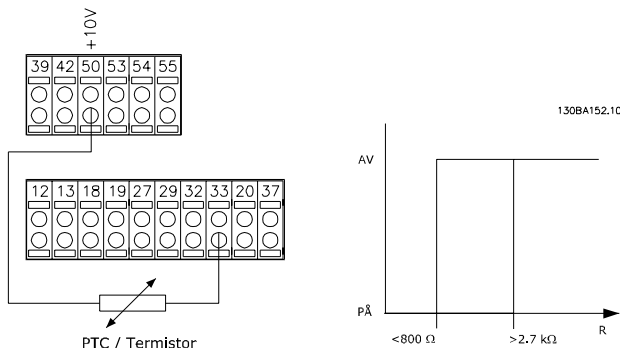 +10V
39 42 50 53 54 55
12 13 18 19 27 29 32 33 20 37
PTC / Termistor
130BA152.10
AV
PÅ
<800 Ω
>2.7 kΩ
R